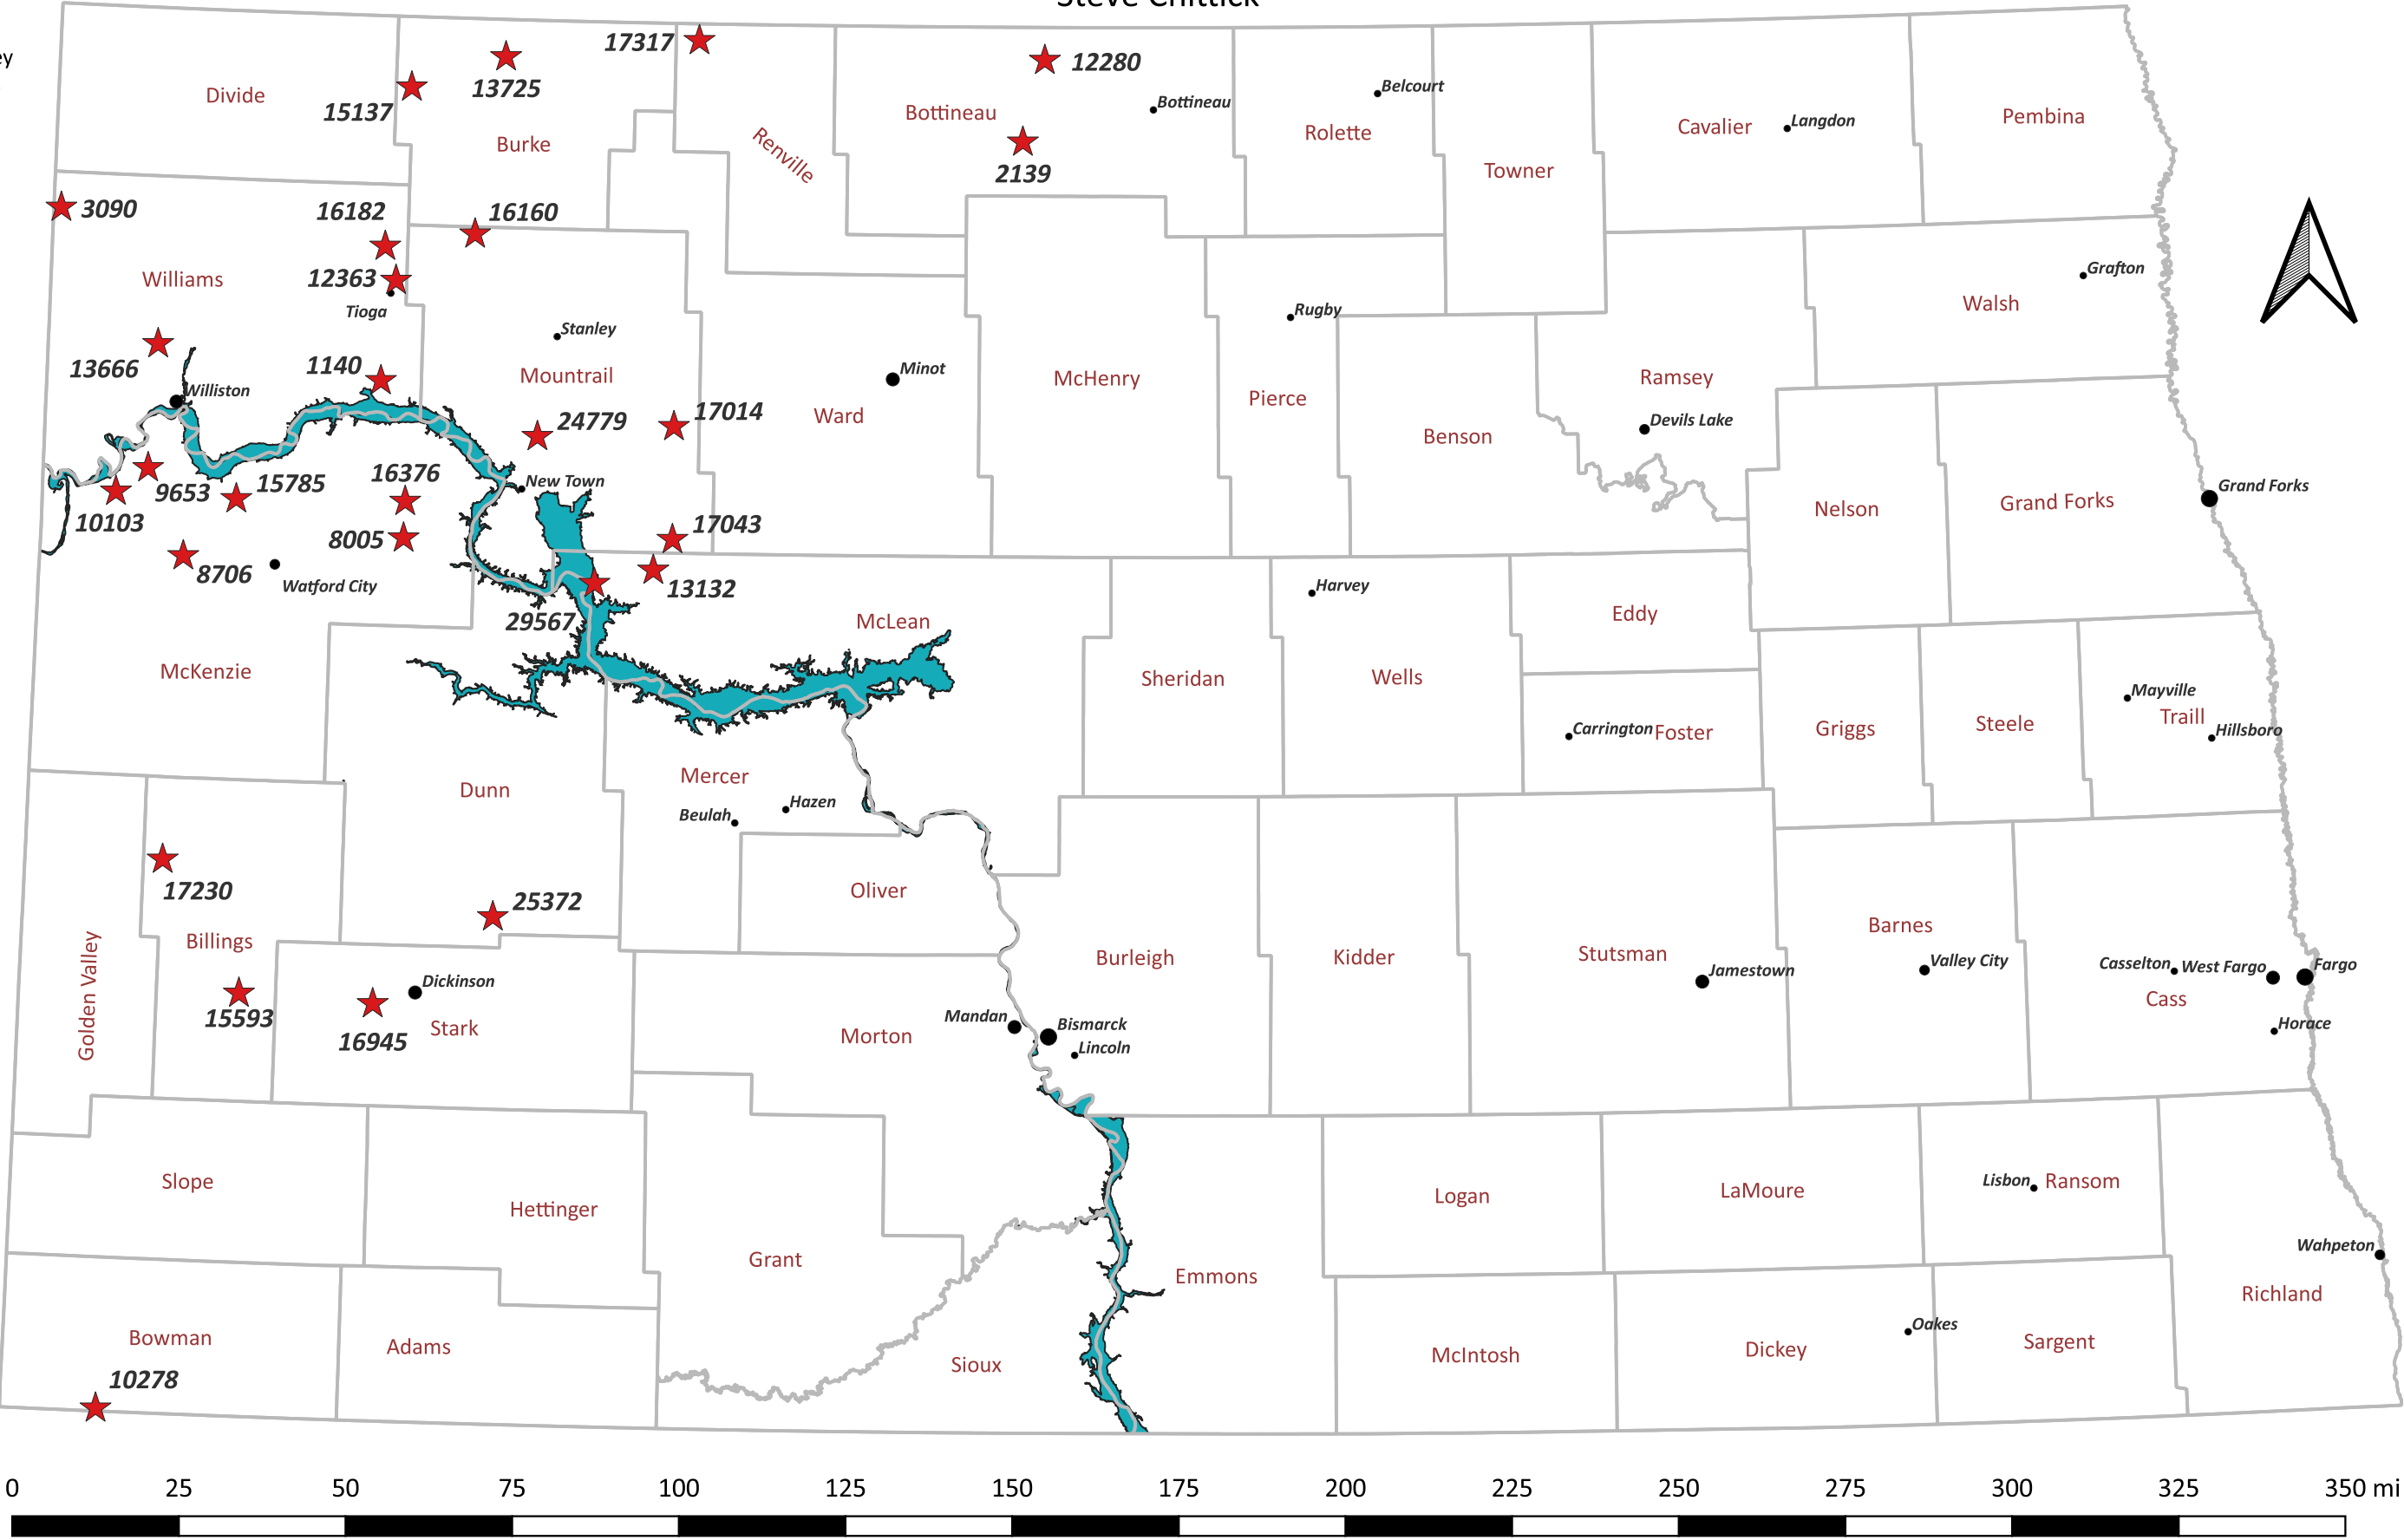 ey
17317
12280
13725
Belcourt
15137
Divide
Bottineau
Bottineau
Burke
Renville
Rolette
Cavalier
Langdon
Pembina
2139
Towner
3090
16182
16160
Williams
12363
Tioga
Grafton
Walsh
Rugby
Stanley
13666
1140
Mountrail
Minot
McHenry
Pierce
Ramsey
Williston
Ward
17014
24779
Devils Lake
Benson
16376
9653
15785
New Town
Grand Forks
Nelson
Grand Forks
10103
8005
17043
8706
Watford City
13132
Harvey
29567
McLean
Eddy
McKenzie
Sheridan
Wells
Mayville
Traill
Hillsboro
Carrington
Foster
Griggs
Steele
Mercer
Dunn
Beulah
Hazen
17230
Oliver
25372
Billings
Golden Valley
Burleigh
Kidder
Stutsman
Barnes
Valley City
Jamestown
Casselton
West Fargo
Fargo
Cass
Horace
Dickinson
15593
16945
Stark
Morton
Mandan
Bismarck
Lincoln
Slope
Hettinger
Logan
LaMoure
Lisbon
Ransom
Grant
Emmons
Wahpeton
Richland
Bowman
Adams
10278
Sioux
McIntosh
Dickey
Oakes
Sargent
0 25 50 75 100 125 150 175 200 225 250 275 300 325 350 mi